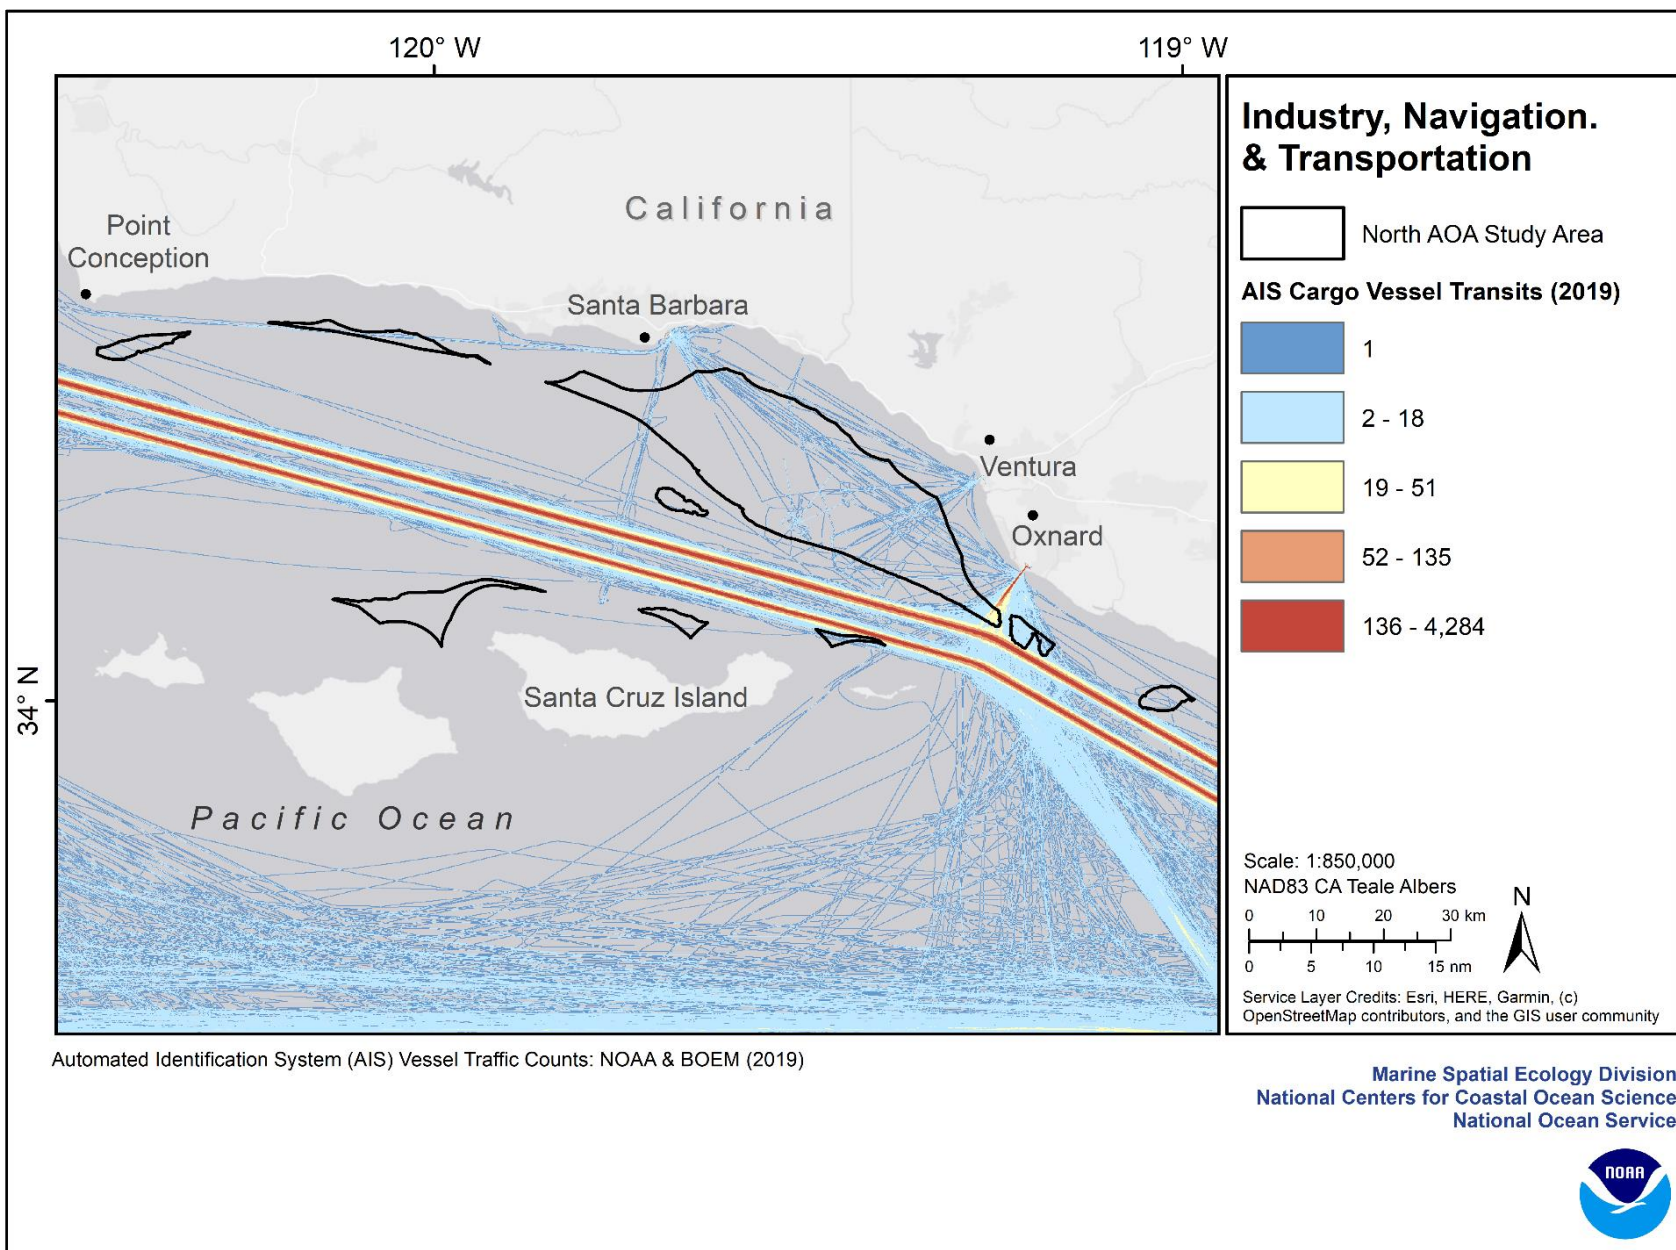 120° W
119° W
34° N
Point
Conception
California
Santa Barbara
Ventura
Oxnard
Santa Cruz Island
Pacific Ocean
Industry, Navigation.
& Transportation
North AOA Study Area
AIS Cargo Vessel Transits (2019)
1
2 - 18
19 - 51
52 - 135
136 - 4,284
Scale: 1:850,000
NAD83 CA Teale Albers
0 10 20 30 km
0 5 10 15 nm
N
Service Layer Credits: Esri, HERE, Garmin, (c)
OpenStreetMap contributors, and the GIS user community
Automated Identification System (AIS) Vessel Traffic Counts: NOAA & BOEM (2019)
Marine Spatial Ecology Division
National Centers for Coastal Ocean Science
National Ocean Service
NOAA